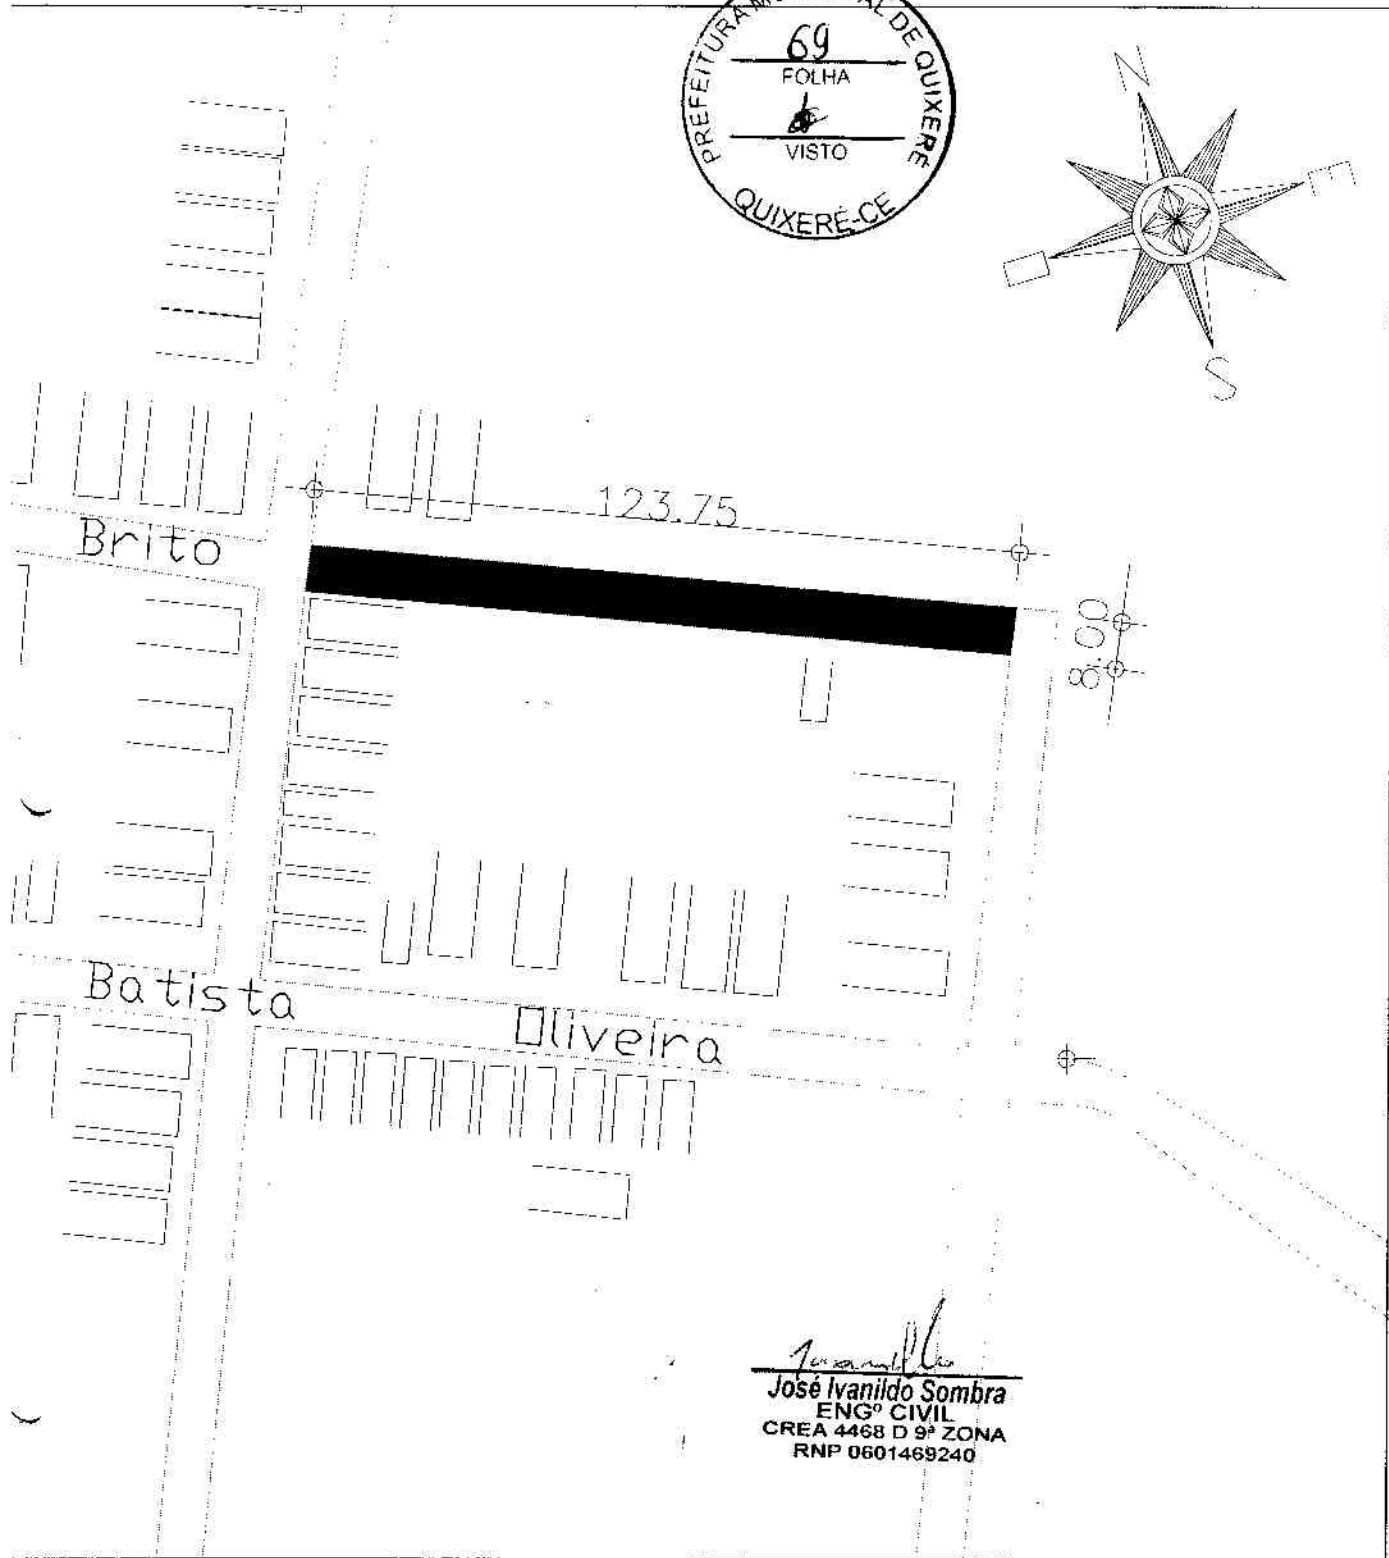 PREFEITURA MUNICIPAL DE QUIXERÉ
69
FOLHA
VISTO
QUIXERÉ-CE
N
E
O
S
123.75
Brito
8.00
Batista
Oliveira
José Ivanildo Sombra
ENGº CIVIL
CREA 4468 D 9ª ZONA
RNP 0601469240